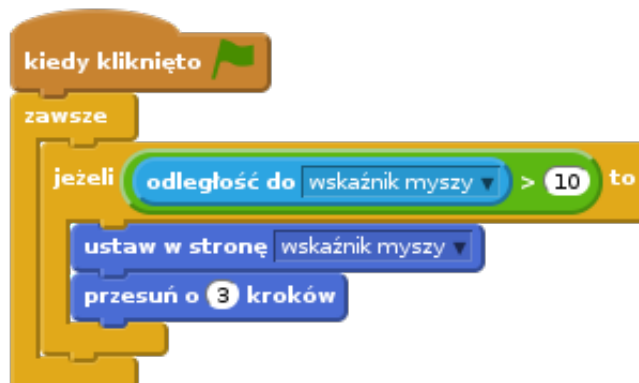 kiedy kliknięto
zawsze
jeżeli odległość do wskaźnik myszy > 10 to
ustaw w stronę wskaźnik myszy
przesuń o 3 kroków